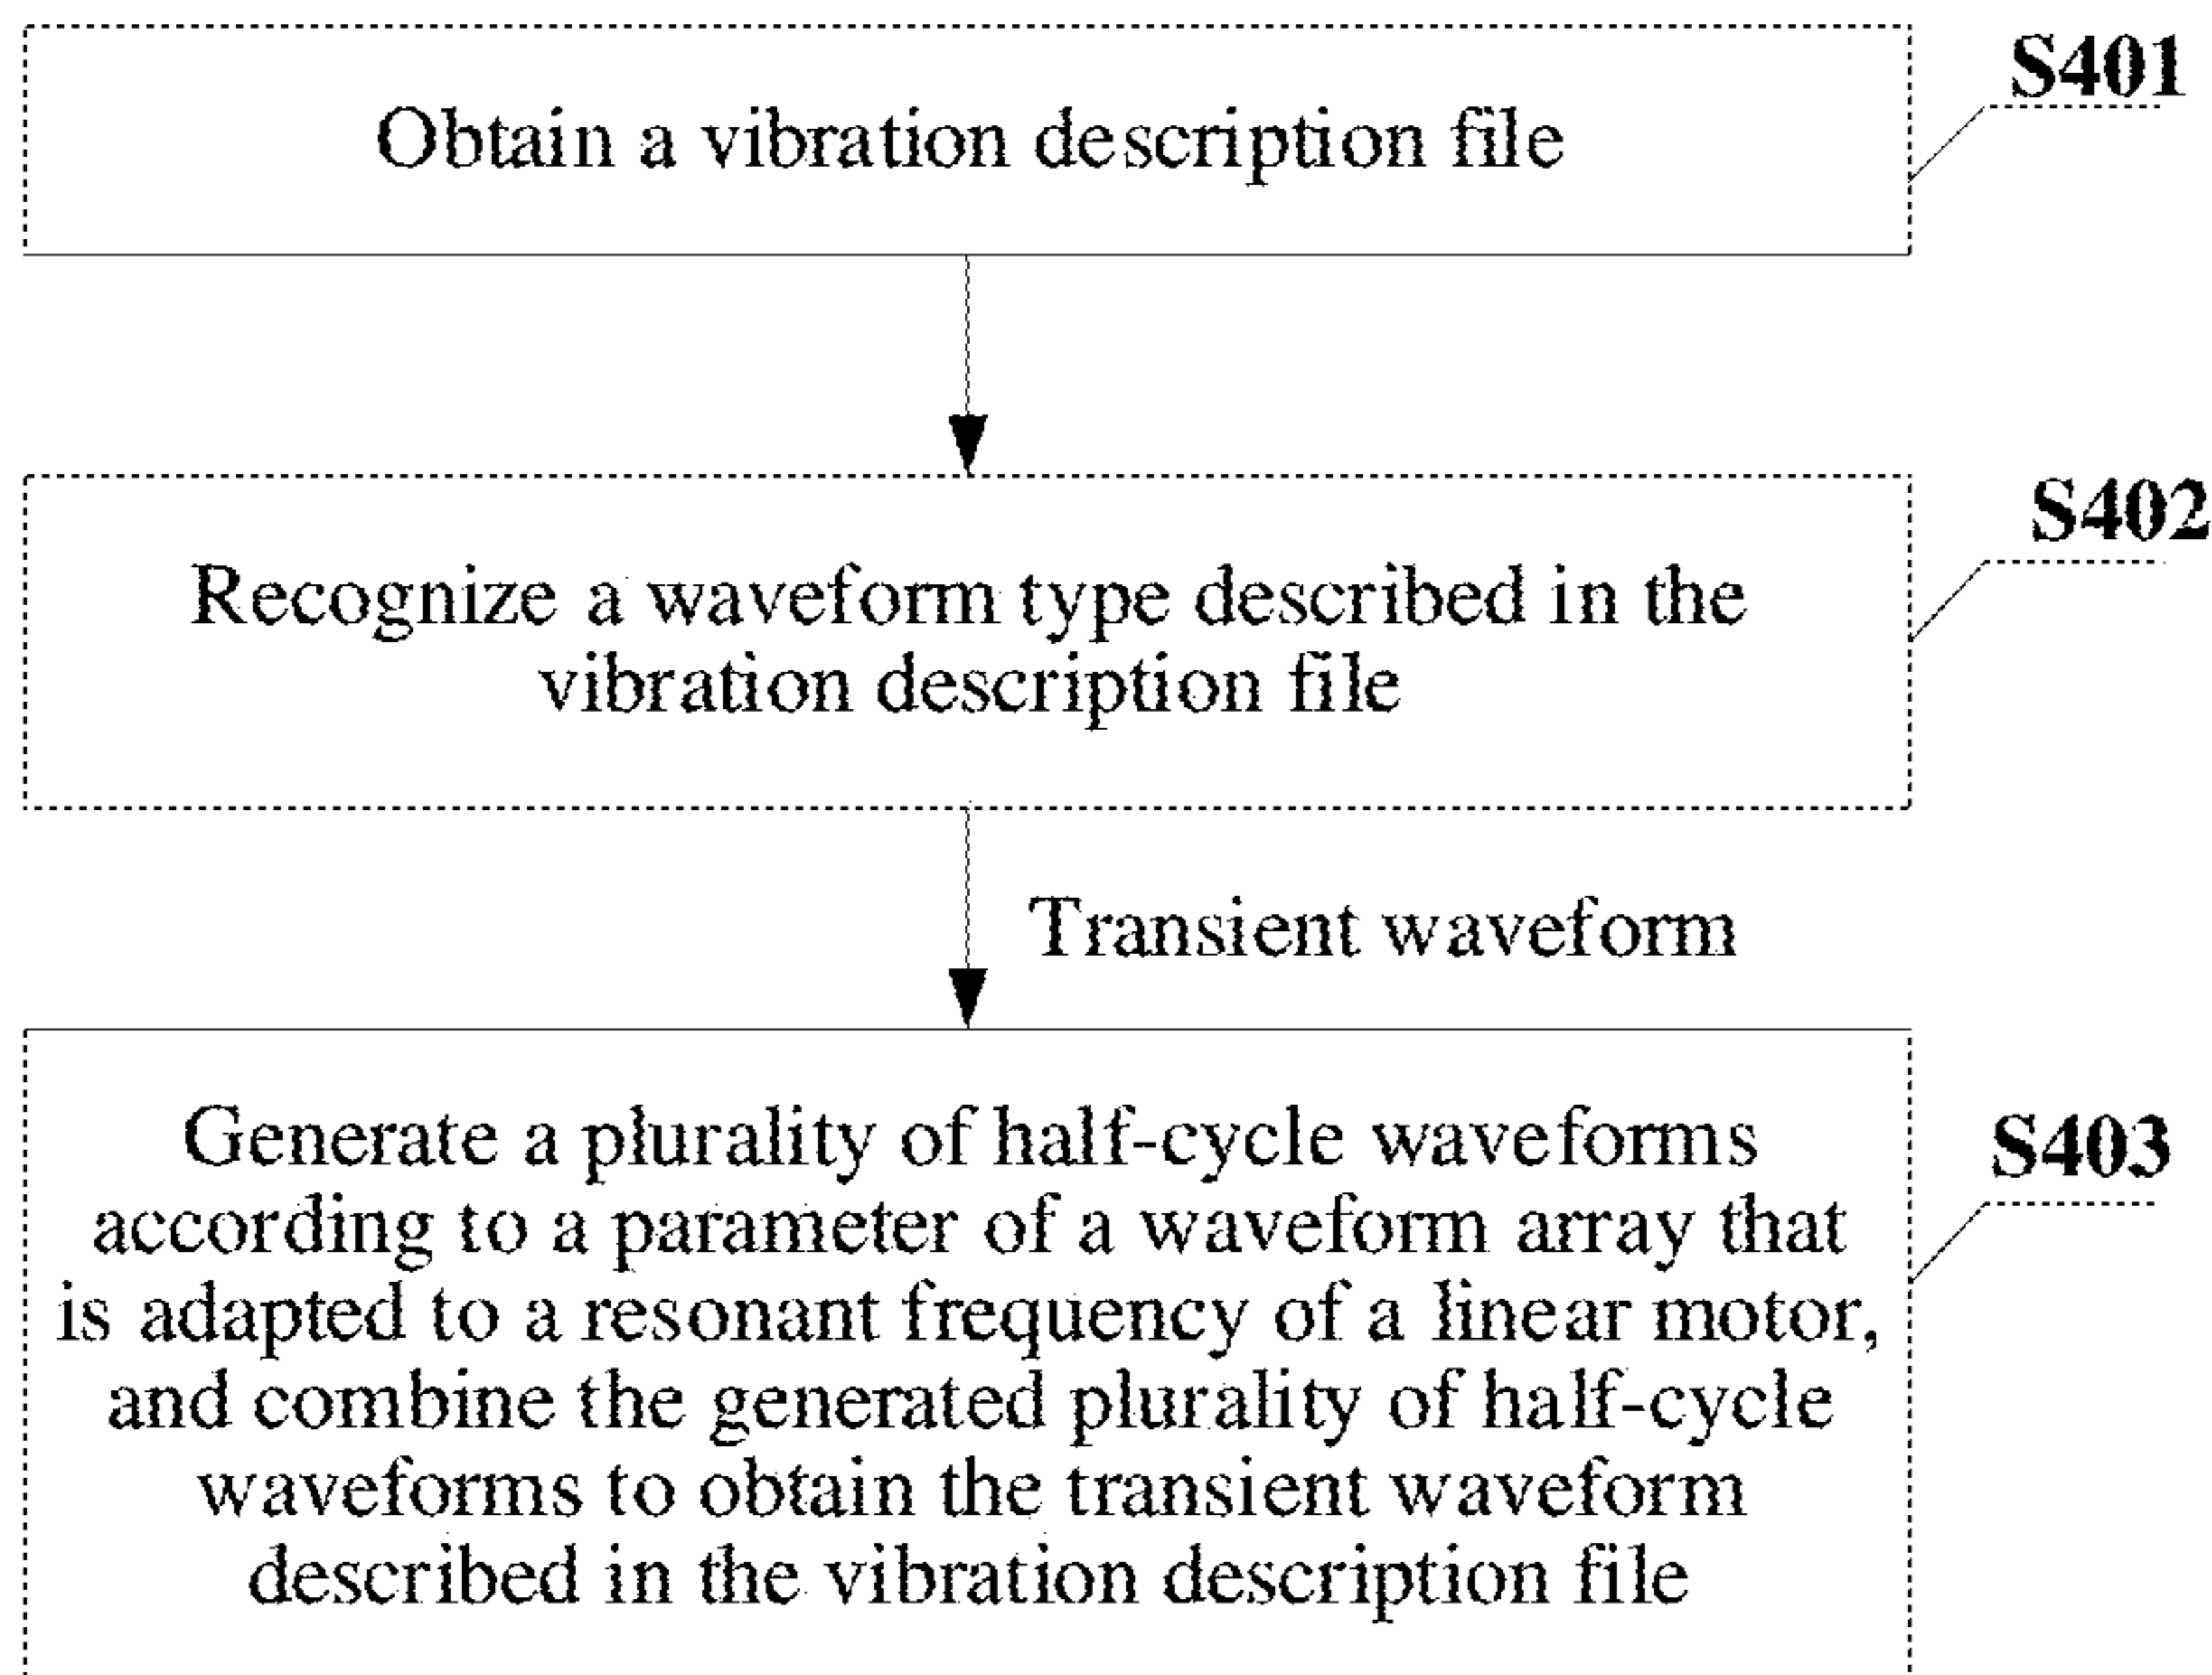 S401
Obtain a vibration description file
S402
Recognize a waveform type described in the
vibration description file
Transient waveform
S403
Generate a plurality of half-cycle waveforms
according to a parameter of a waveform array that
is adapted to a resonant frequency of a linear motor,
and combine the generated plurality of half-cycle
waveforms to obtain the transient waveform
described in the vibration description file